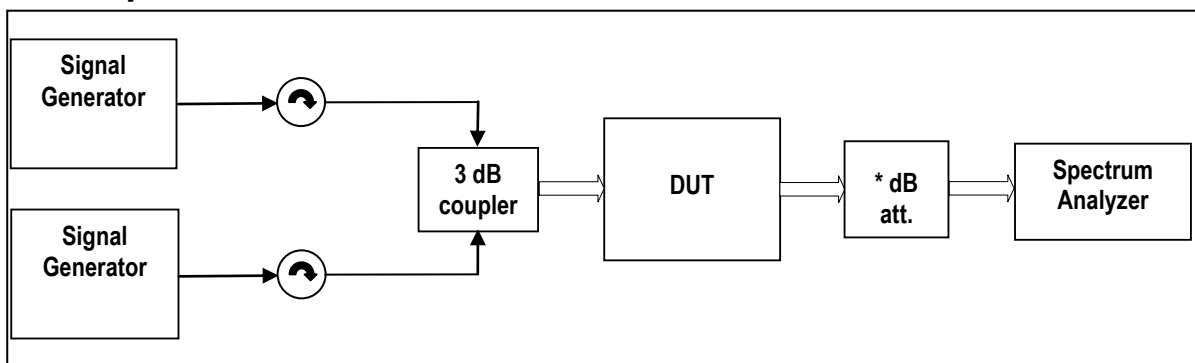 Signal
Generator
3 dB
coupler
DUT
* dB
att.
Spectrum
Analyzer
Signal
Generator